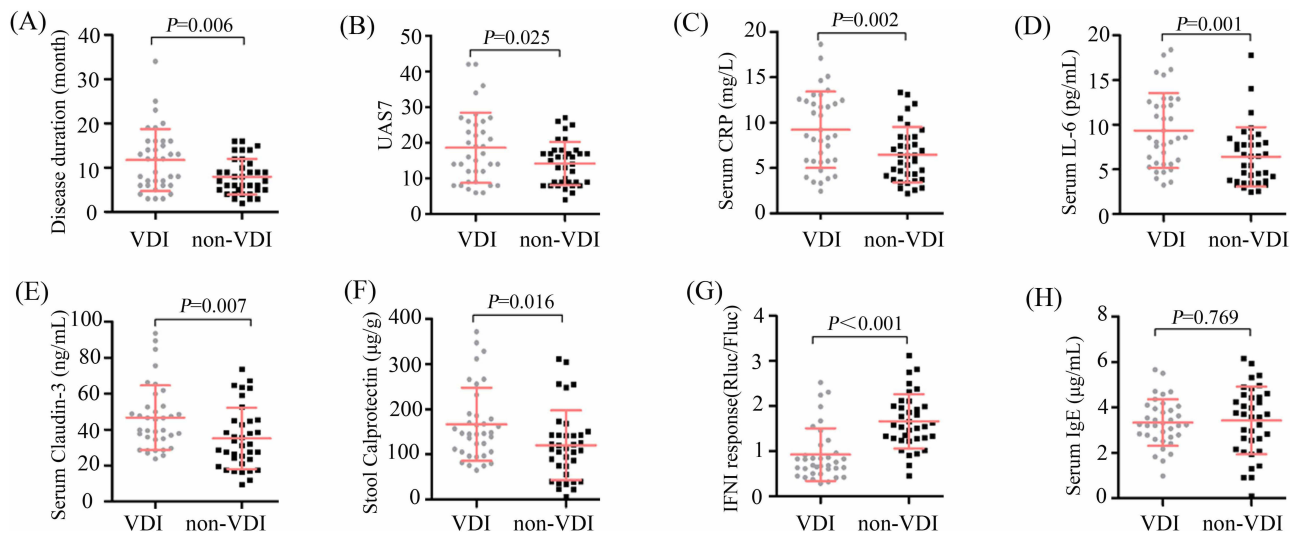 (A)
Disease duration (month)
P=0.006
40
30
20
10
0
VDI non-VDI
(B)
UAS7
P=0.025
50
40
30
20
10
0
VDI non-VDI
(C)
Serum CRP (mg/L)
P=0.002
20
15
10
5
0
VDI non-VDI
(D)
Serum IL-6 (pg/mL)
P=0.001
20
15
10
5
0
VDI non-VDI
(E)
Serum Claudin-3 (ng/mL)
P=0.007
100
80
60
40
20
0
VDI non-VDI
(F)
Stool Calprotectin (μg/g)
P=0.016
400
300
200
100
0
VDI non-VDI
(G)
IFNI response(Rluc/Fluc)
P＜0.001
4
3
2
1
0
VDI non-VDI
(H)
Serum IgE (μg/mL)
P=0.769
8
6
4
2
0
VDI non-VDI